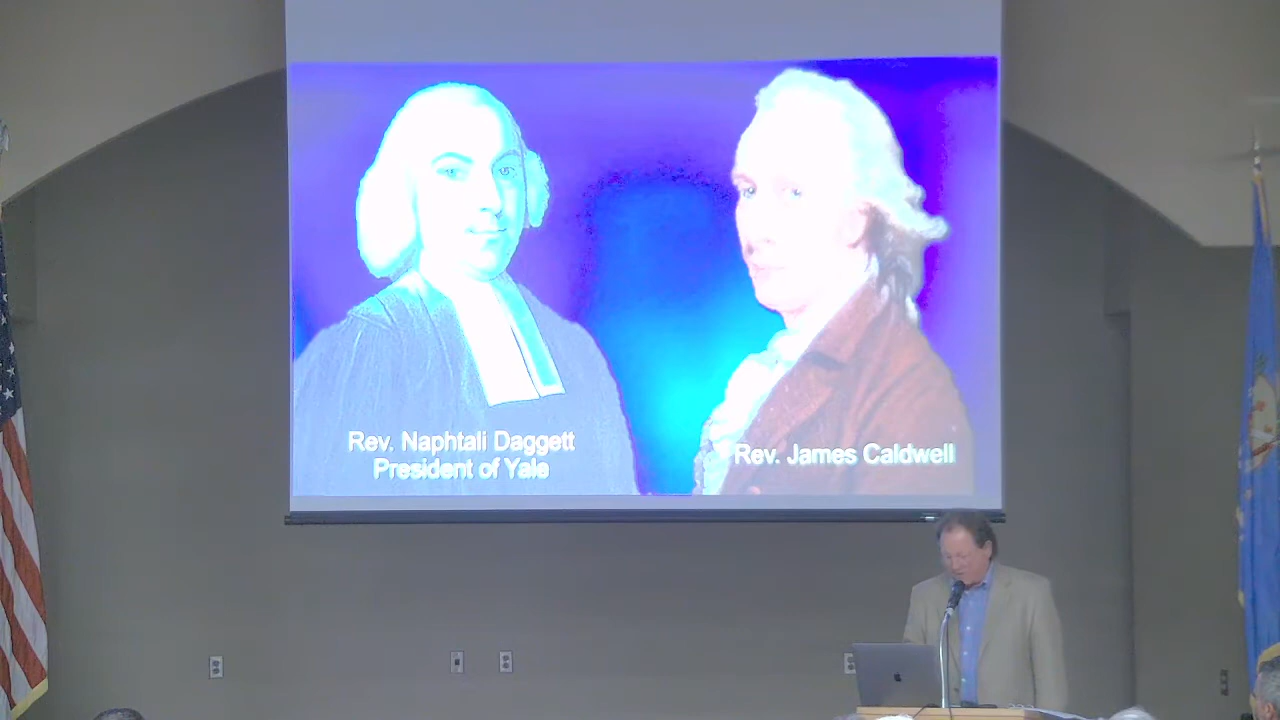 Rev. Naphtali Daggett
President of Yale
Rev. James Caldwell